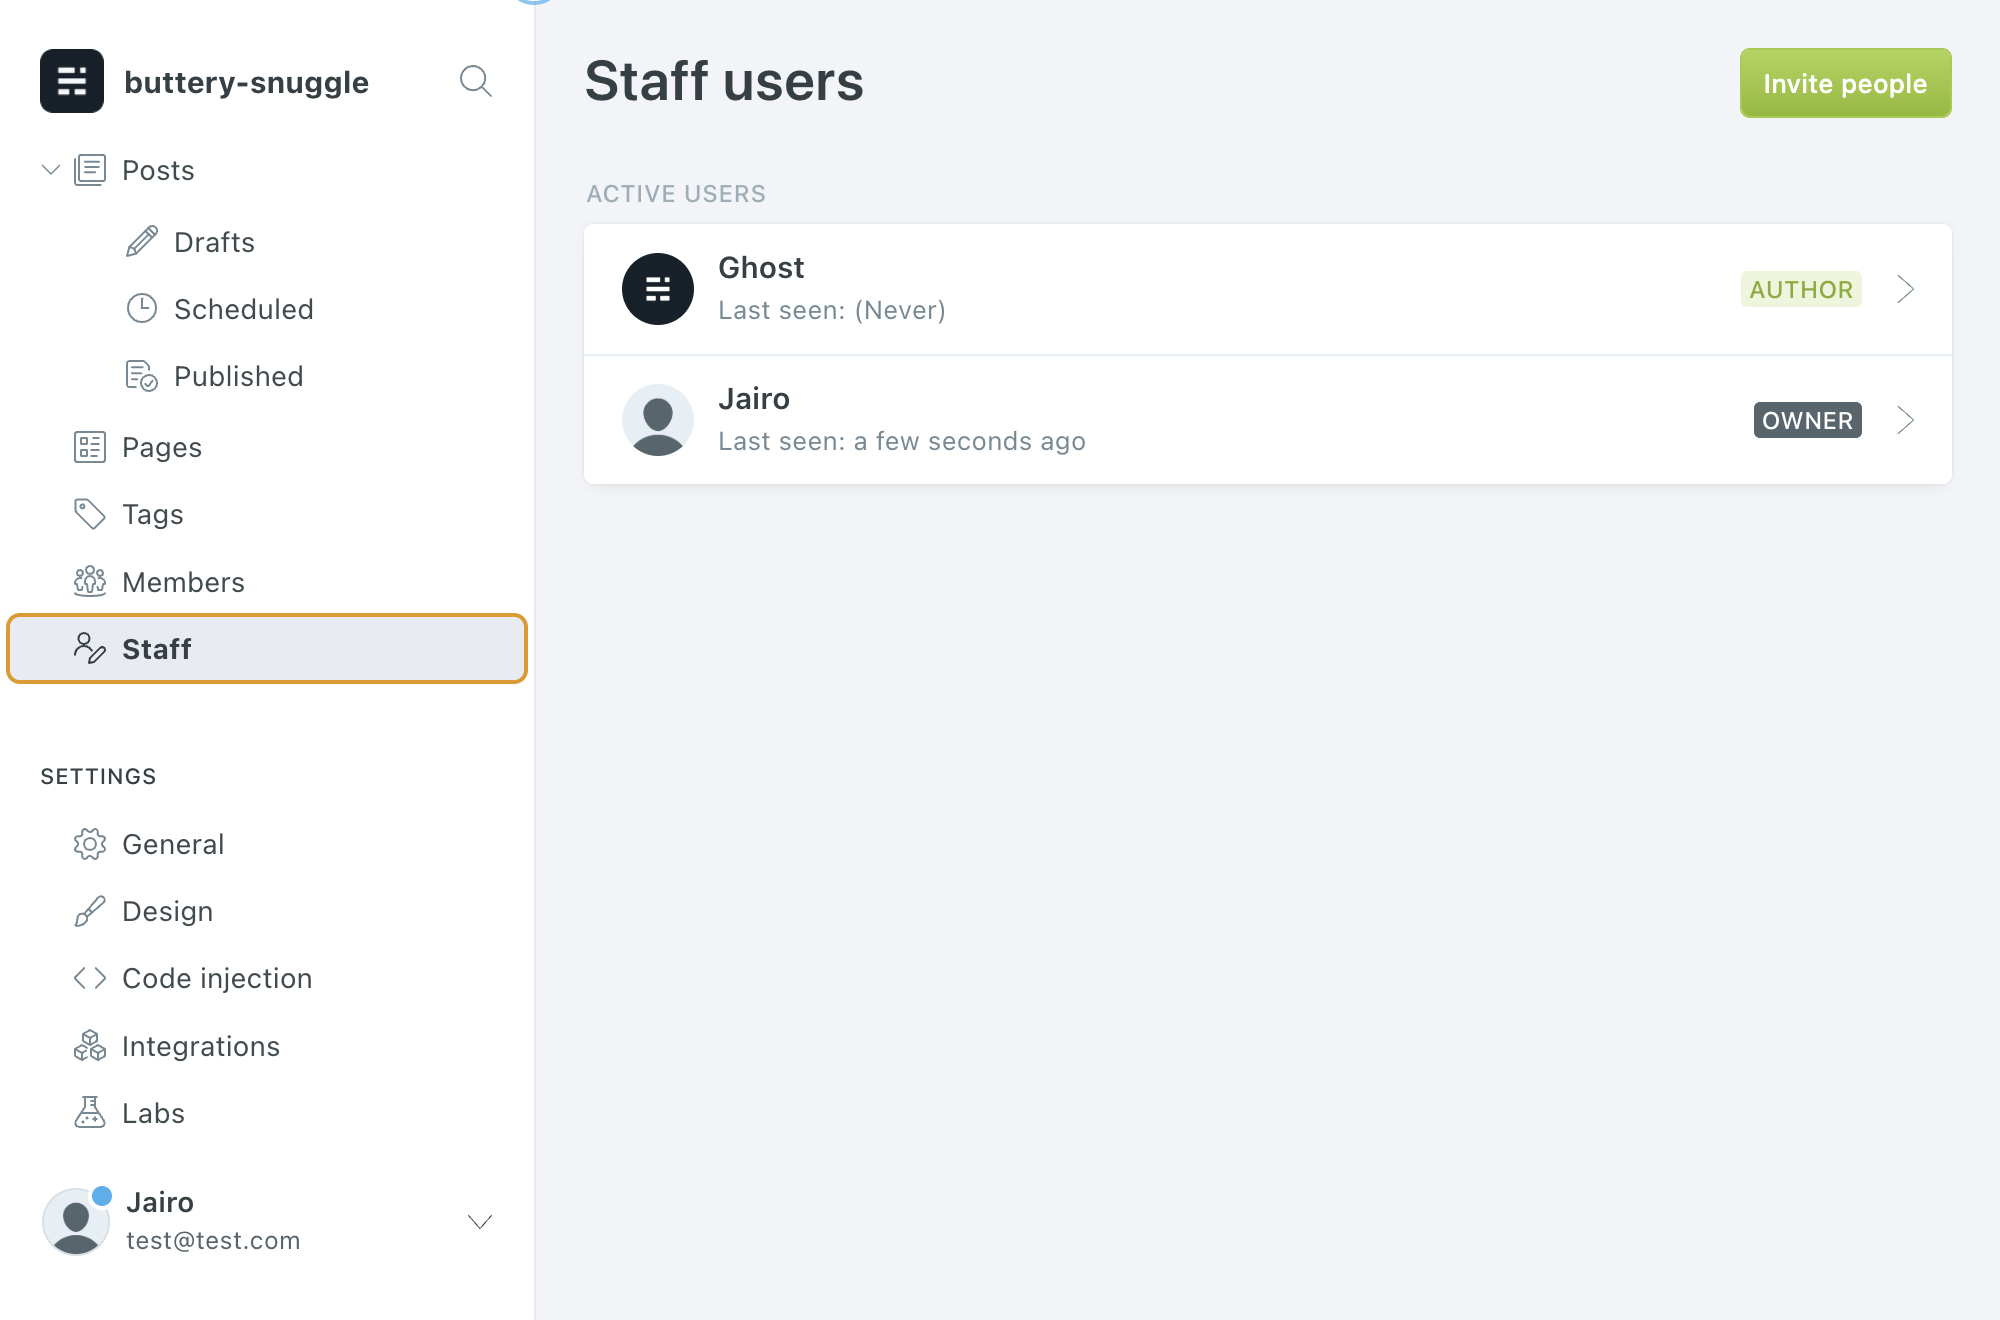 buttery-snuggle
Posts
Drafts
Scheduled
Published
Pages
Tags
Members
Staff
SETTINGS
General
Design
Code injection
Integrations
Labs
Jairo
test@test.com
Staff users
Invite people
ACTIVE USERS
Ghost
Last seen: (Never)
AUTHOR
Jairo
Last seen: a few seconds ago
OWNER